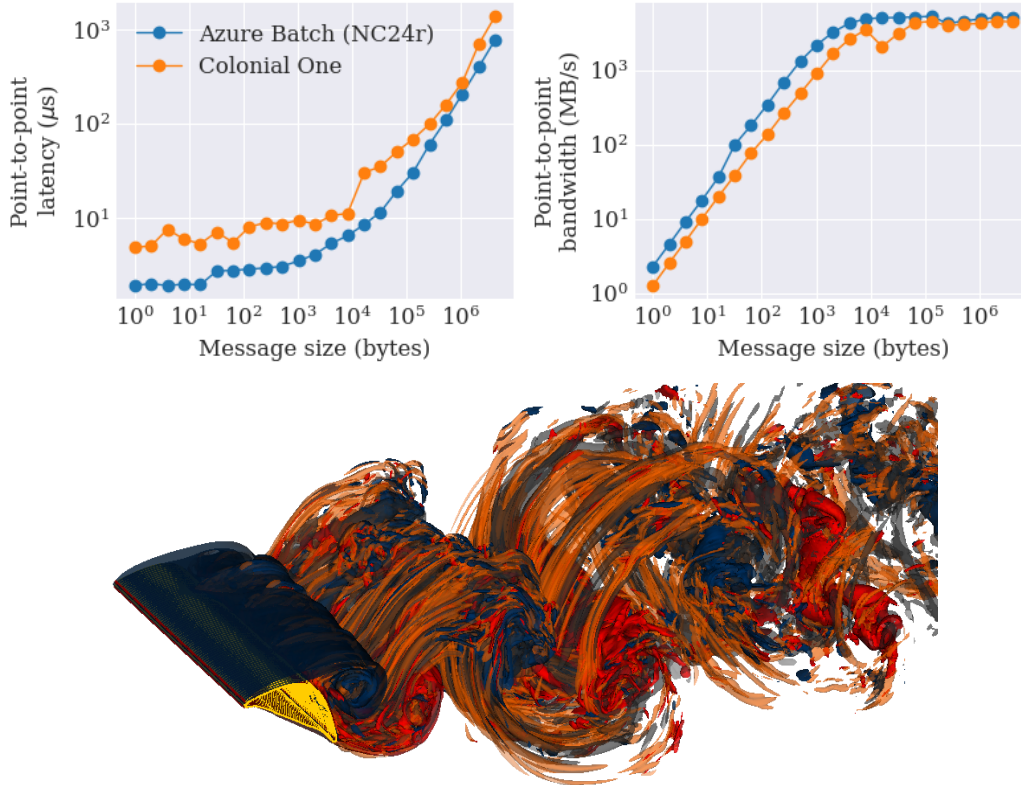 Point-to-point
latency (μs)
10³
10²
10¹
Azure Batch (NC24r)
Colonial One
10⁰ 10¹ 10² 10³ 10⁴ 10⁵ 10⁶
Message size (bytes)
Point-to-point
bandwidth (MB/s)
10³
10²
10¹
10⁰
10⁰ 10¹ 10² 10³ 10⁴ 10⁵ 10⁶
Message size (bytes)